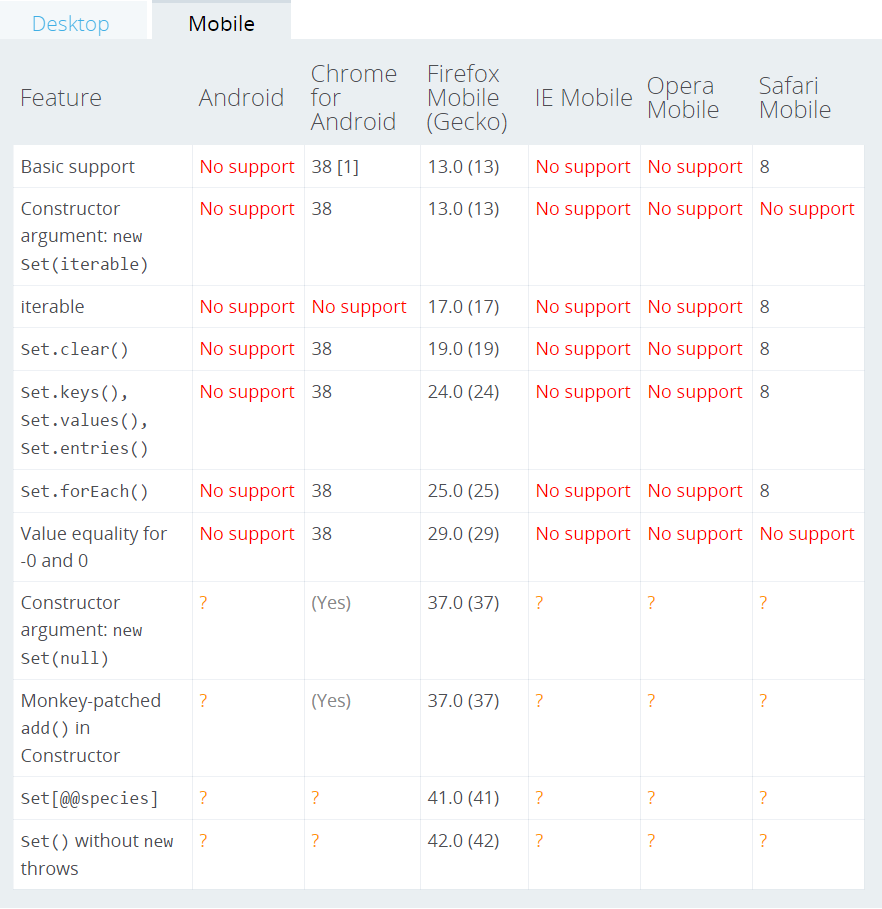 Desktop Mobile
Feature Android Chrome for Android Firefox Mobile (Gecko) IE Mobile Opera Mobile Safari Mobile
Basic support No support 38 [1] 13.0 (13) No support No support 8
Constructor argument: new Set(iterable) No support 38 13.0 (13) No support No support No support
iterable No support No support 17.0 (17) No support No support 8
Set.clear() No support 38 19.0 (19) No support No support 8
Set.keys(), Set.values(), Set.entries() No support 38 24.0 (24) No support No support 8
Set.forEach() No support 38 25.0 (25) No support No support 8
Value equality for -0 and 0 No support 38 29.0 (29) No support No support No support
Constructor argument: new Set(null) ? (Yes) 37.0 (37) ? ? ?
Monkey-patched add() in Constructor ? (Yes) 37.0 (37) ? ? ?
Set[@@species] ? ? 41.0 (41) ? ? ?
Set() without new throws ? ? 42.0 (42) ? ? ?